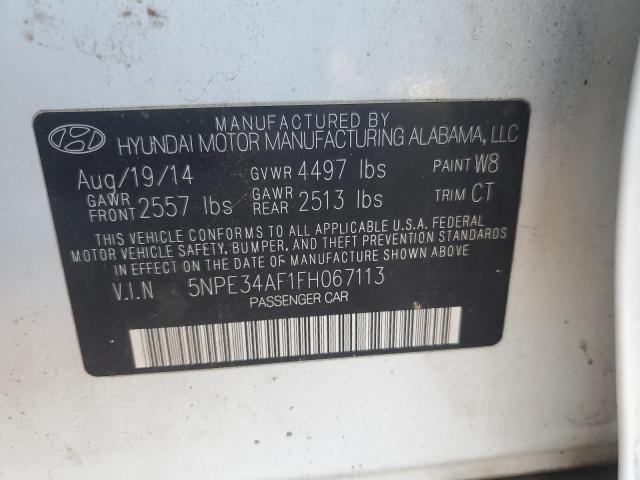 MANUFACTURED BY
HYUNDAI MOTOR MANUFACTURING ALABAMA, LLC
Aug/19/14 GVWR 4497 lbs PAINT W8
GAWR FRONT 2557 lbs GAWR REAR 2513 lbs TRIM CT
THIS VEHICLE CONFORMS TO ALL APPLICABLE U.S.A. FEDERAL
MOTOR VEHICLE SAFETY, BUMPER, AND THEFT PREVENTION STANDARDS
IN EFFECT ON THE DATE OF MANUFACTURE SHOWN ABOVE.
V.I.N 5NPE34AF1FH067113
PASSENGER CAR